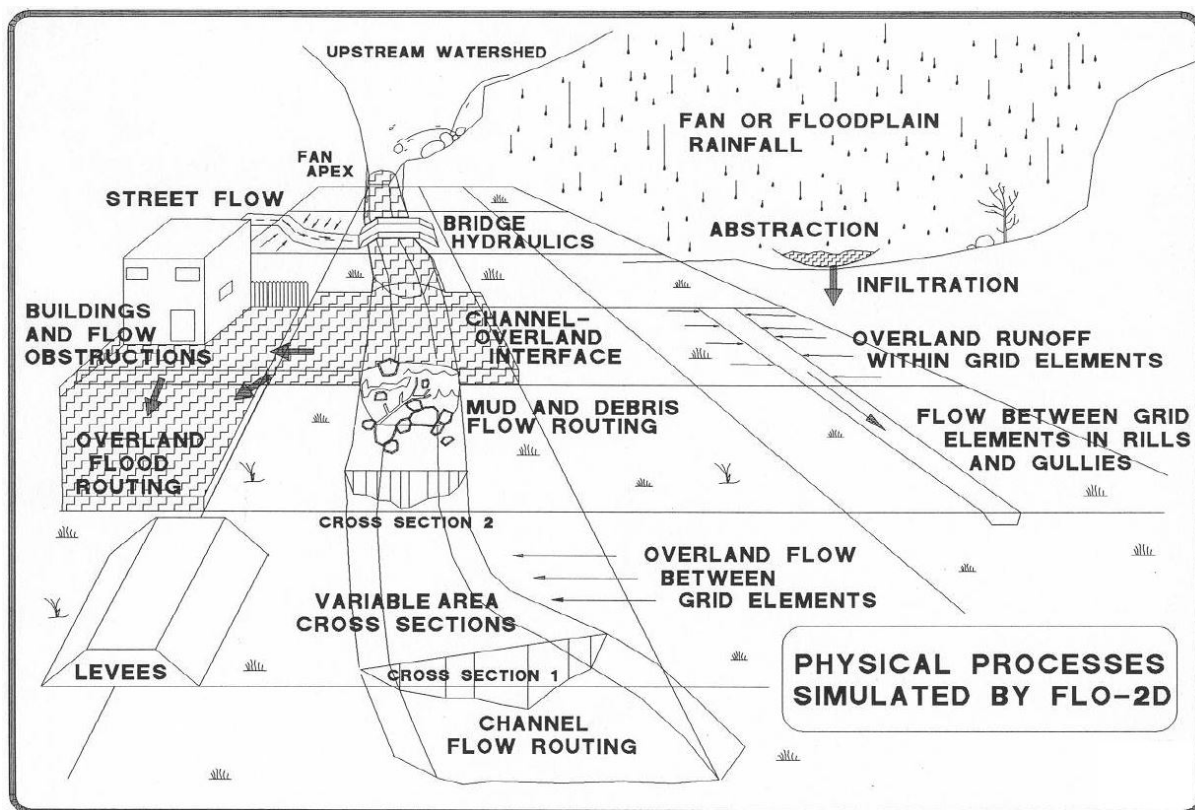 UPSTREAM WATERSHED
FAN OR FLOODPLAIN
RAINFALL
FAN
APEX
STREET FLOW
BRIDGE
HYDRAULICS
ABSTRACTION
INFILTRATION
BUILDINGS
AND FLOW
OBSTRUCTIONS
CHANNEL-
OVERLAND
INTERFACE
OVERLAND RUNOFF
WITHIN GRID ELEMENTS
MUD AND DEBRIS
FLOW ROUTING
FLOW BETWEEN GRID
ELEMENTS IN RILLS
AND GULLIES
OVERLAND
FLOOD
ROUTING
CROSS SECTION 2
OVERLAND FLOW
BETWEEN
GRID ELEMENTS
VARIABLE AREA
CROSS SECTIONS
LEVEES
CROSS SECTION 1
CHANNEL
FLOW ROUTING
PHYSICAL PROCESSES
SIMULATED BY FLO-2D